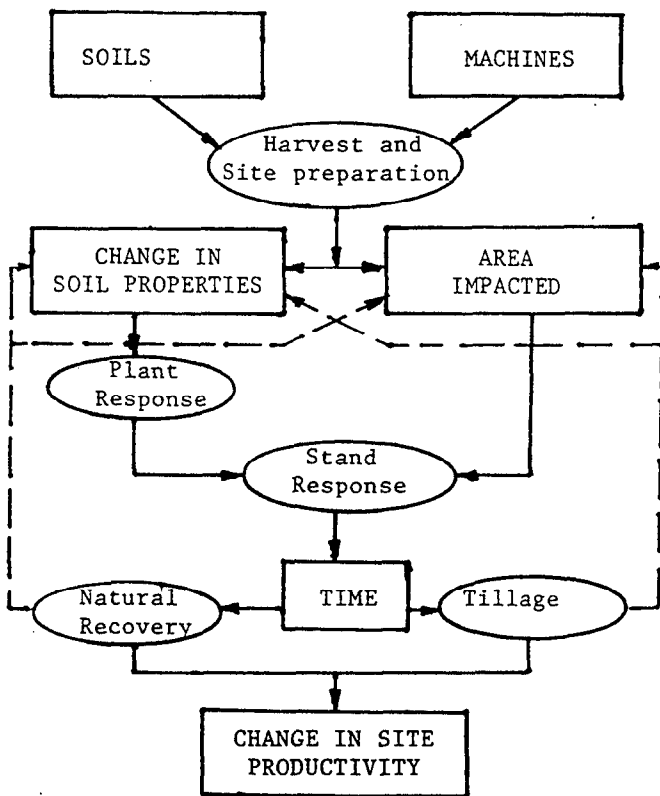 SOILS
MACHINES
Harvest and
Site preparation
CHANGE IN
SOIL PROPERTIES
AREA
IMPACTED
Plant
Response
Stand
Response
Natural
Recovery
TIME
Tillage
CHANGE IN SITE
PRODUCTIVITY